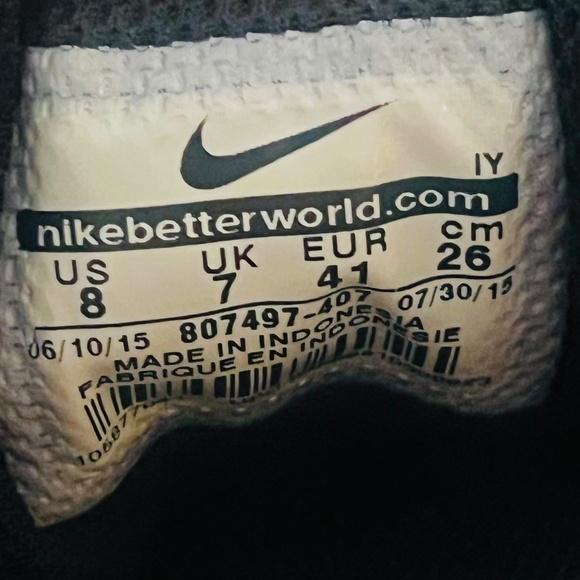 IY
nikebetterworld.com
US UK EUR cm
8 7 41 26
06/10/15 807497-407 07/30/15
MADE IN INDONESIA
FABRIQUE EN INDONESIE